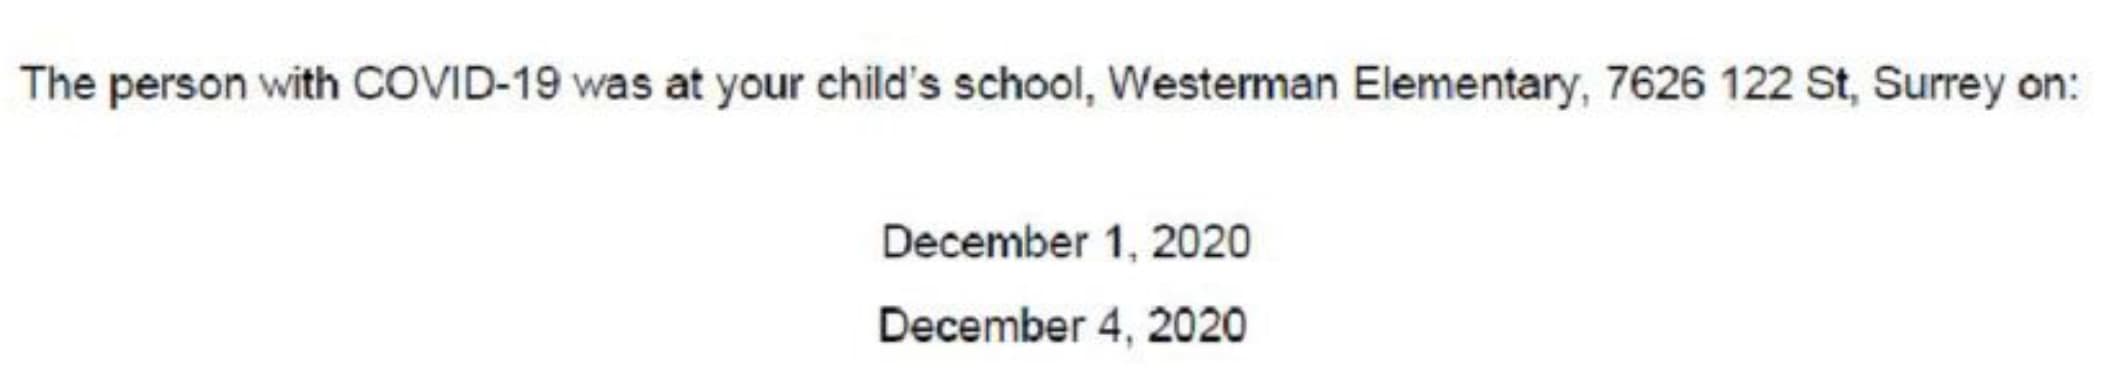 The person with COVID-19 was at your child's school, Westerman Elementary, 7626 122 St, Surrey on:
December 1, 2020
December 4, 2020